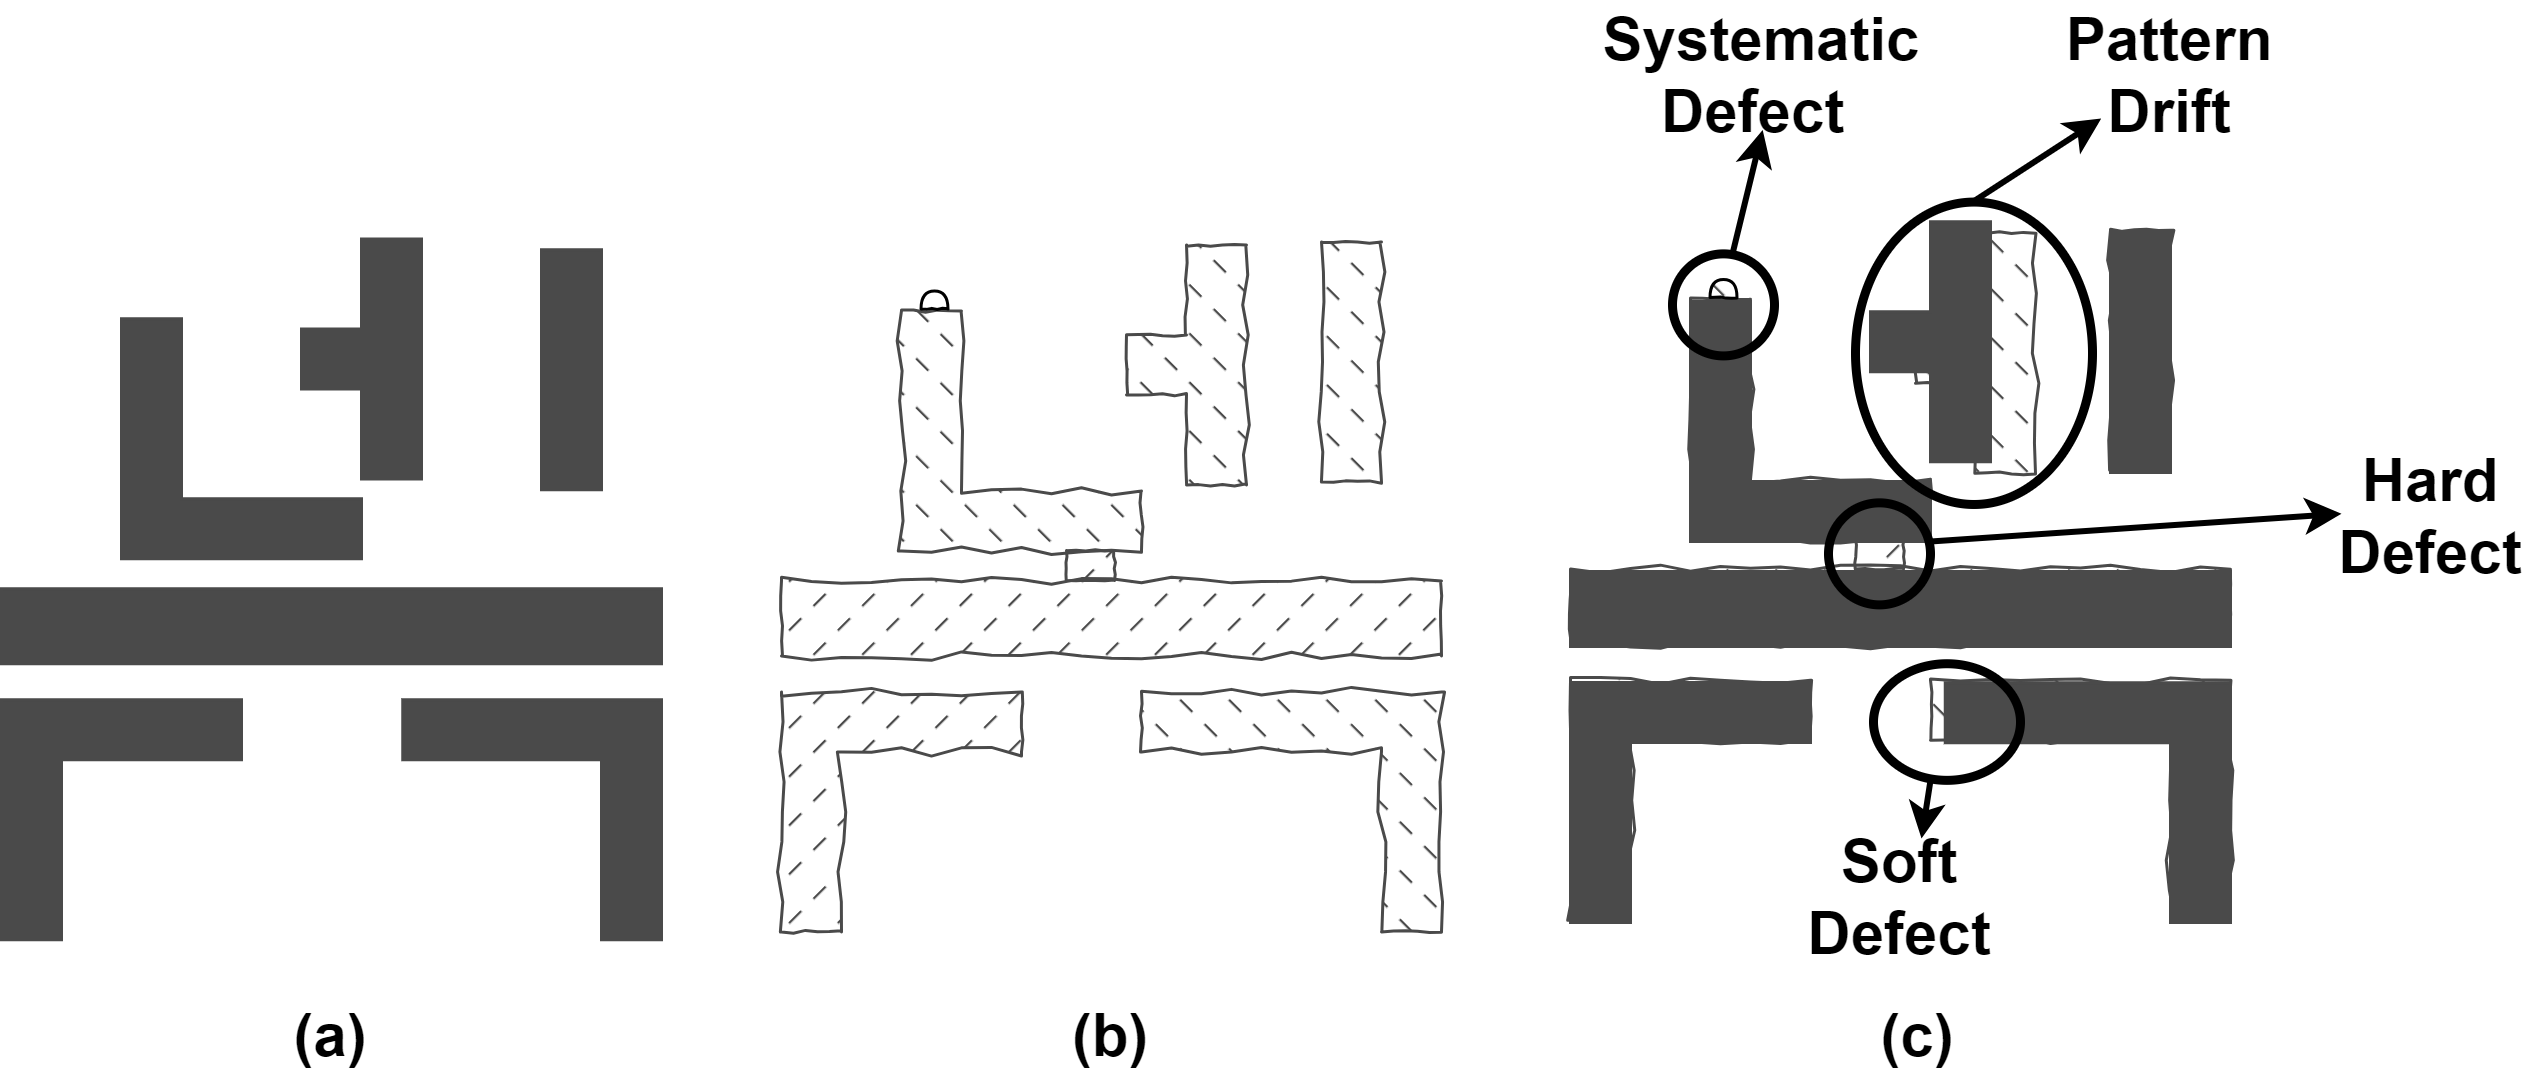 Systematic
Defect
Pattern
Drift
Hard
Defect
Soft
Defect
(a)
(b)
(c)